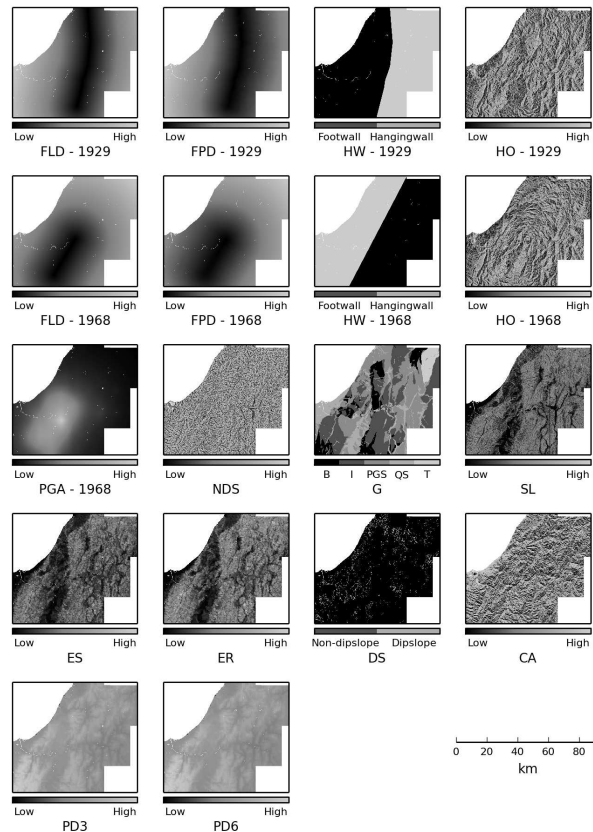 Low High Low High Footwall Hangingwall Low High
FLD - 1929 FPD - 1929 HW - 1929 HO - 1929
Low High Low High Footwall Hangingwall Low High
FLD - 1968 FPD - 1968 HW - 1968 HO - 1968
Low High Low High B I PGS QS T Low High
PGA - 1968 NDS G SL
Low High Low High Non-dipslope Dipslope Low High
ES ER DS CA
Low High Low High
PD3 PD6
0 20 40 60 80
km